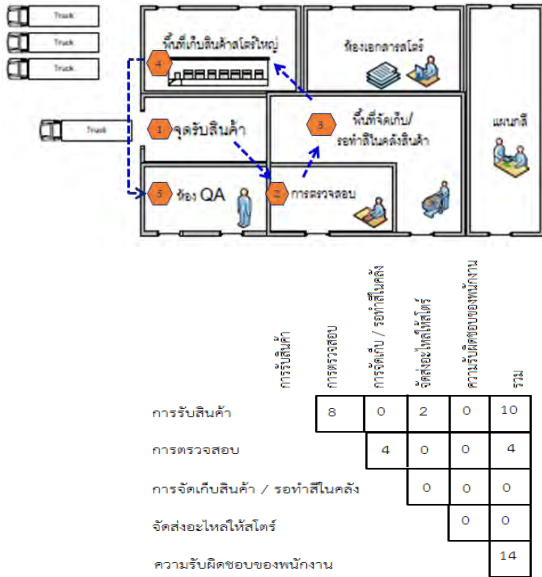 Truck
Truck
Truck
Truck
พื้นที่เก็บสินค้าสโตร์ใหญ่
4
ห้องเอกสารสโตร์
1 จุดรับสินค้า
3 พื้นที่จัดเก็บ/
รอทำสีในคลังสินค้า
แผนกสี
5 ห้อง QA
2 การตรวจสอบ
การรับสินค้า
การตรวจสอบ
การจัดเก็บ / รอทำสีในคลัง
จัดส่งอะไหล่ให้สโตร์
ความรับผิดชอบของพนักงาน
รวม
การรับสินค้า 8 0 2 0 10
การตรวจสอบ 4 0 0 4
การจัดเก็บสินค้า / รอทำสีในคลัง 0 0 0
จัดส่งอะไหล่ให้สโตร์ 0 0
ความรับผิดชอบของพนักงาน 14